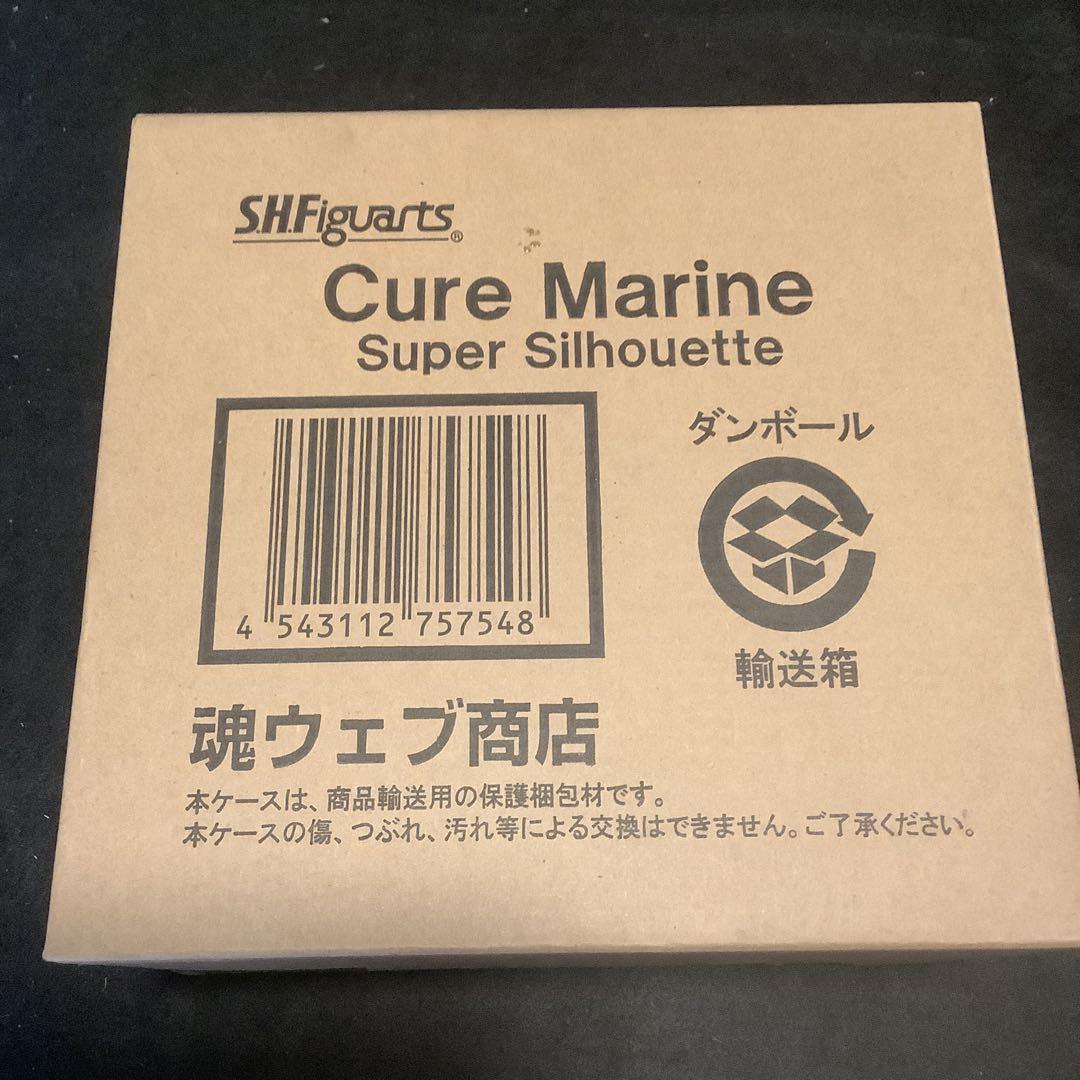 S.H.Figuarts®
Cure Marine
Super Silhouette
4 543112 757548
ダンボール
輸送箱
魂ウェブ商店
本ケースは、商品輸送用の保護梱包材です。
本ケースの傷、つぶれ、汚れ等による交換はできません。ご了承ください。